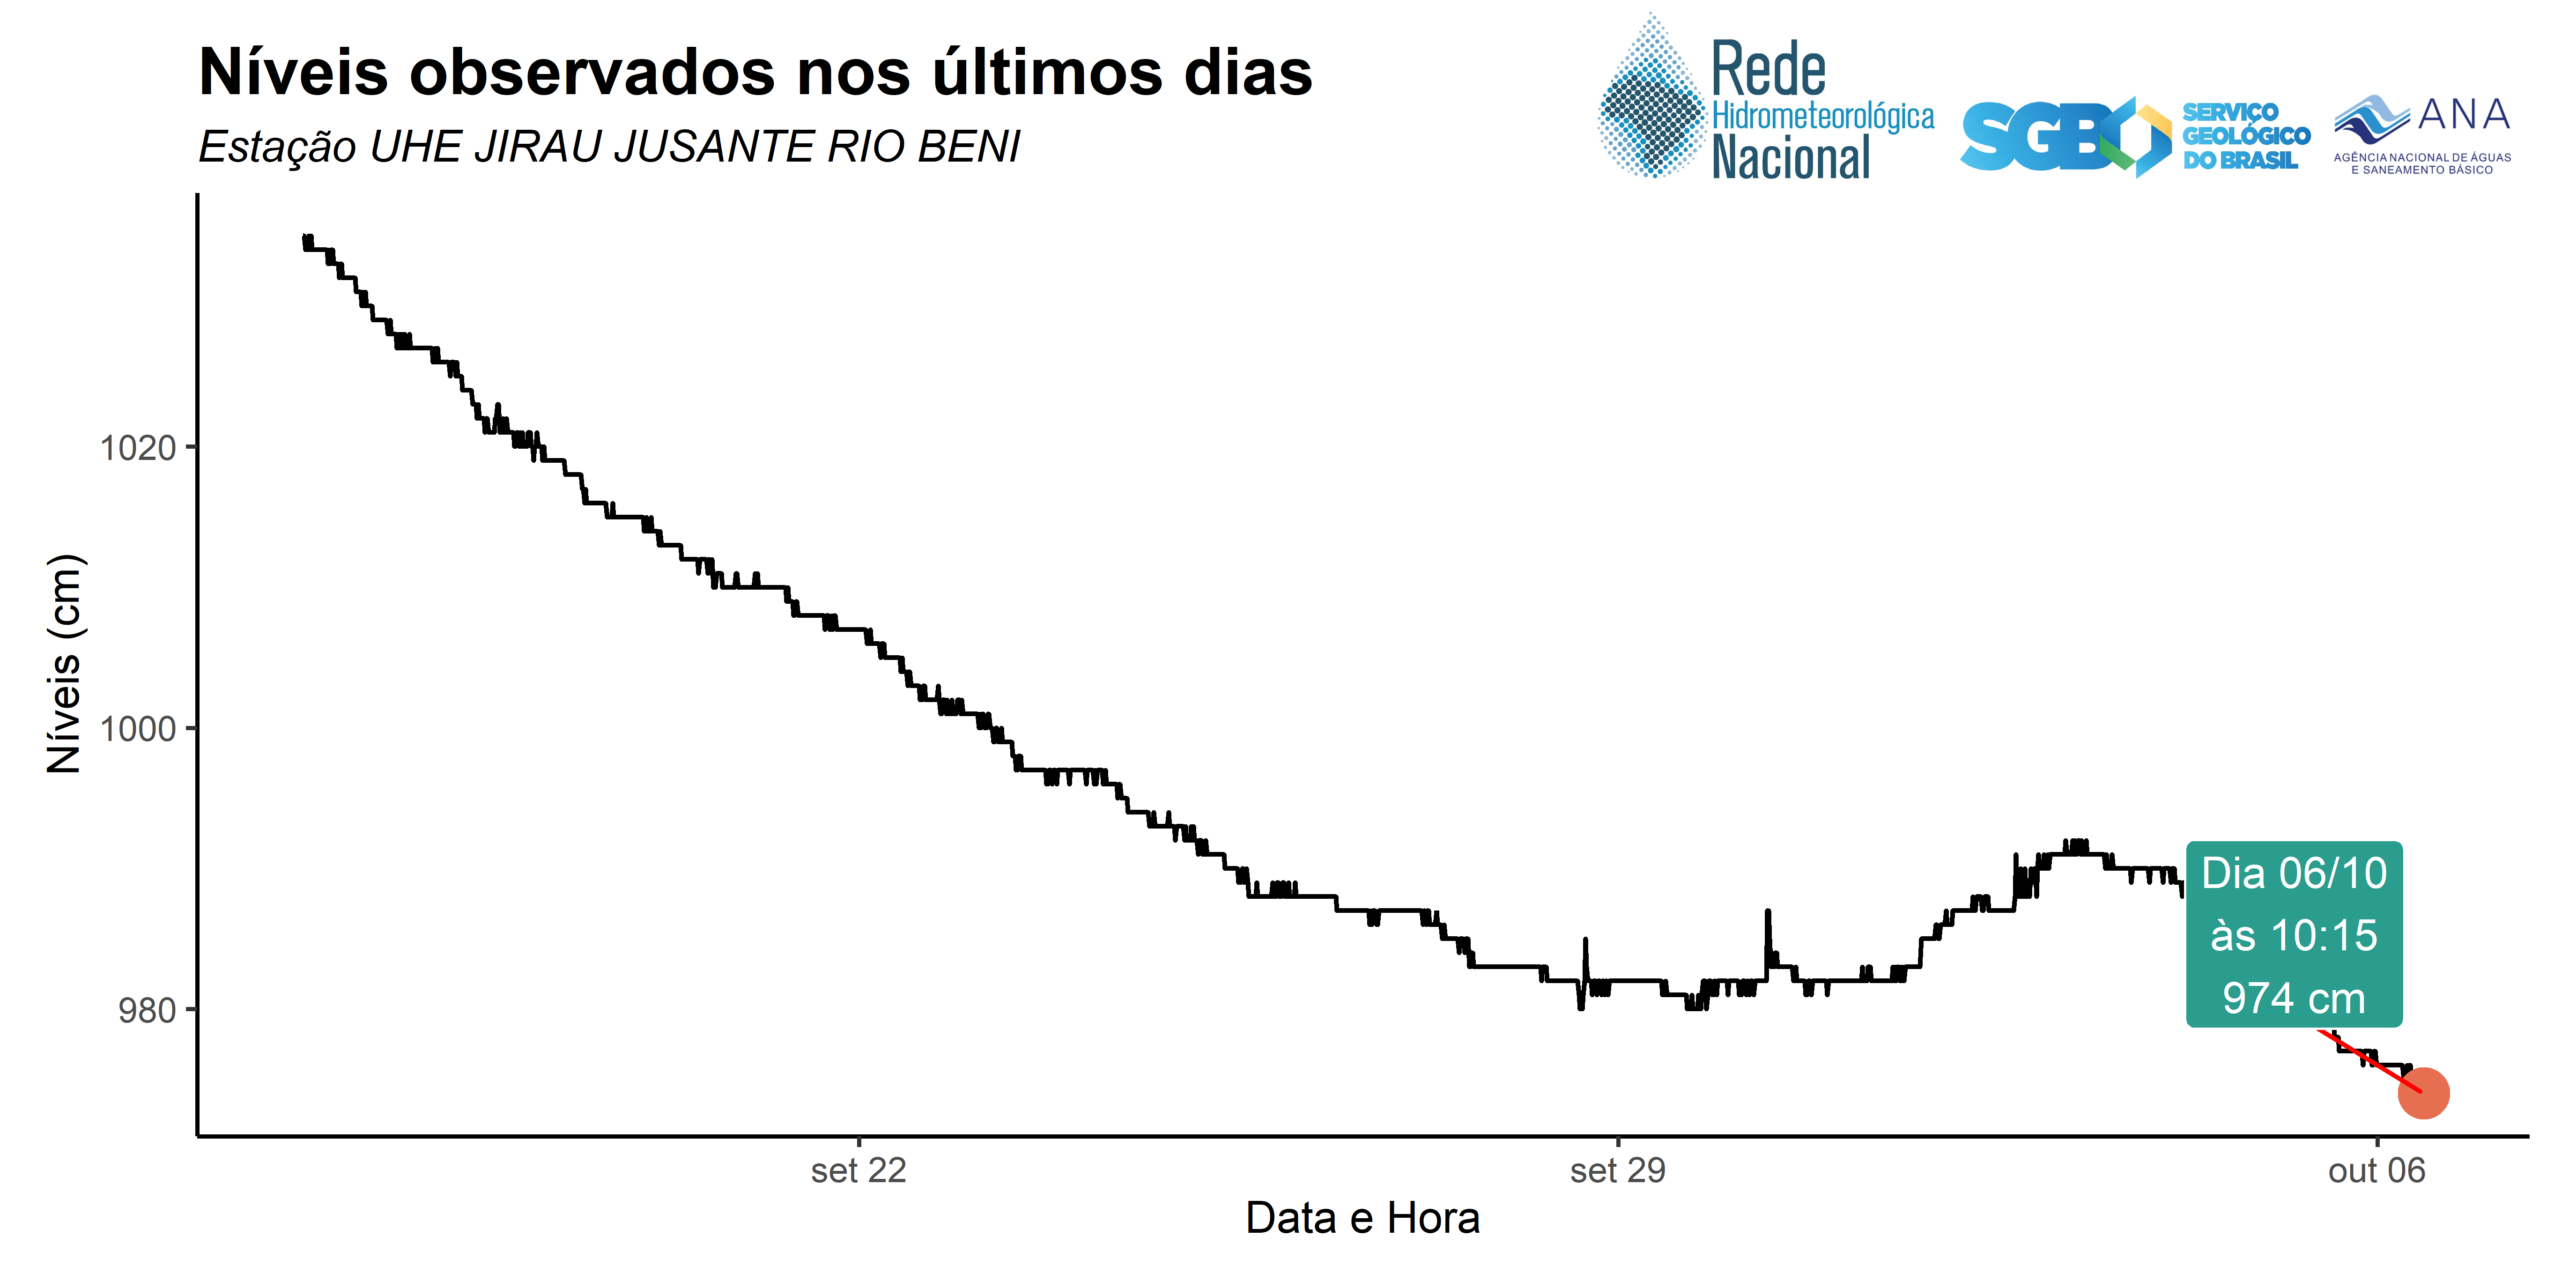 Níveis observados nos últimos dias
Estação UHE JIRAU JUSANTE RIO BENI
Rede
Hidrometeorológica
Nacional
SGB
SERVIÇO
GEOLÓGICO
DO BRASIL
ANA
AGÊNCIA NACIONAL DE ÁGUAS
E SANEAMENTO BÁSICO
Níveis (cm)
1020
1000
980
Dia 06/10
às 10:15
974 cm
set 22
set 29
out 06
Data e Hora